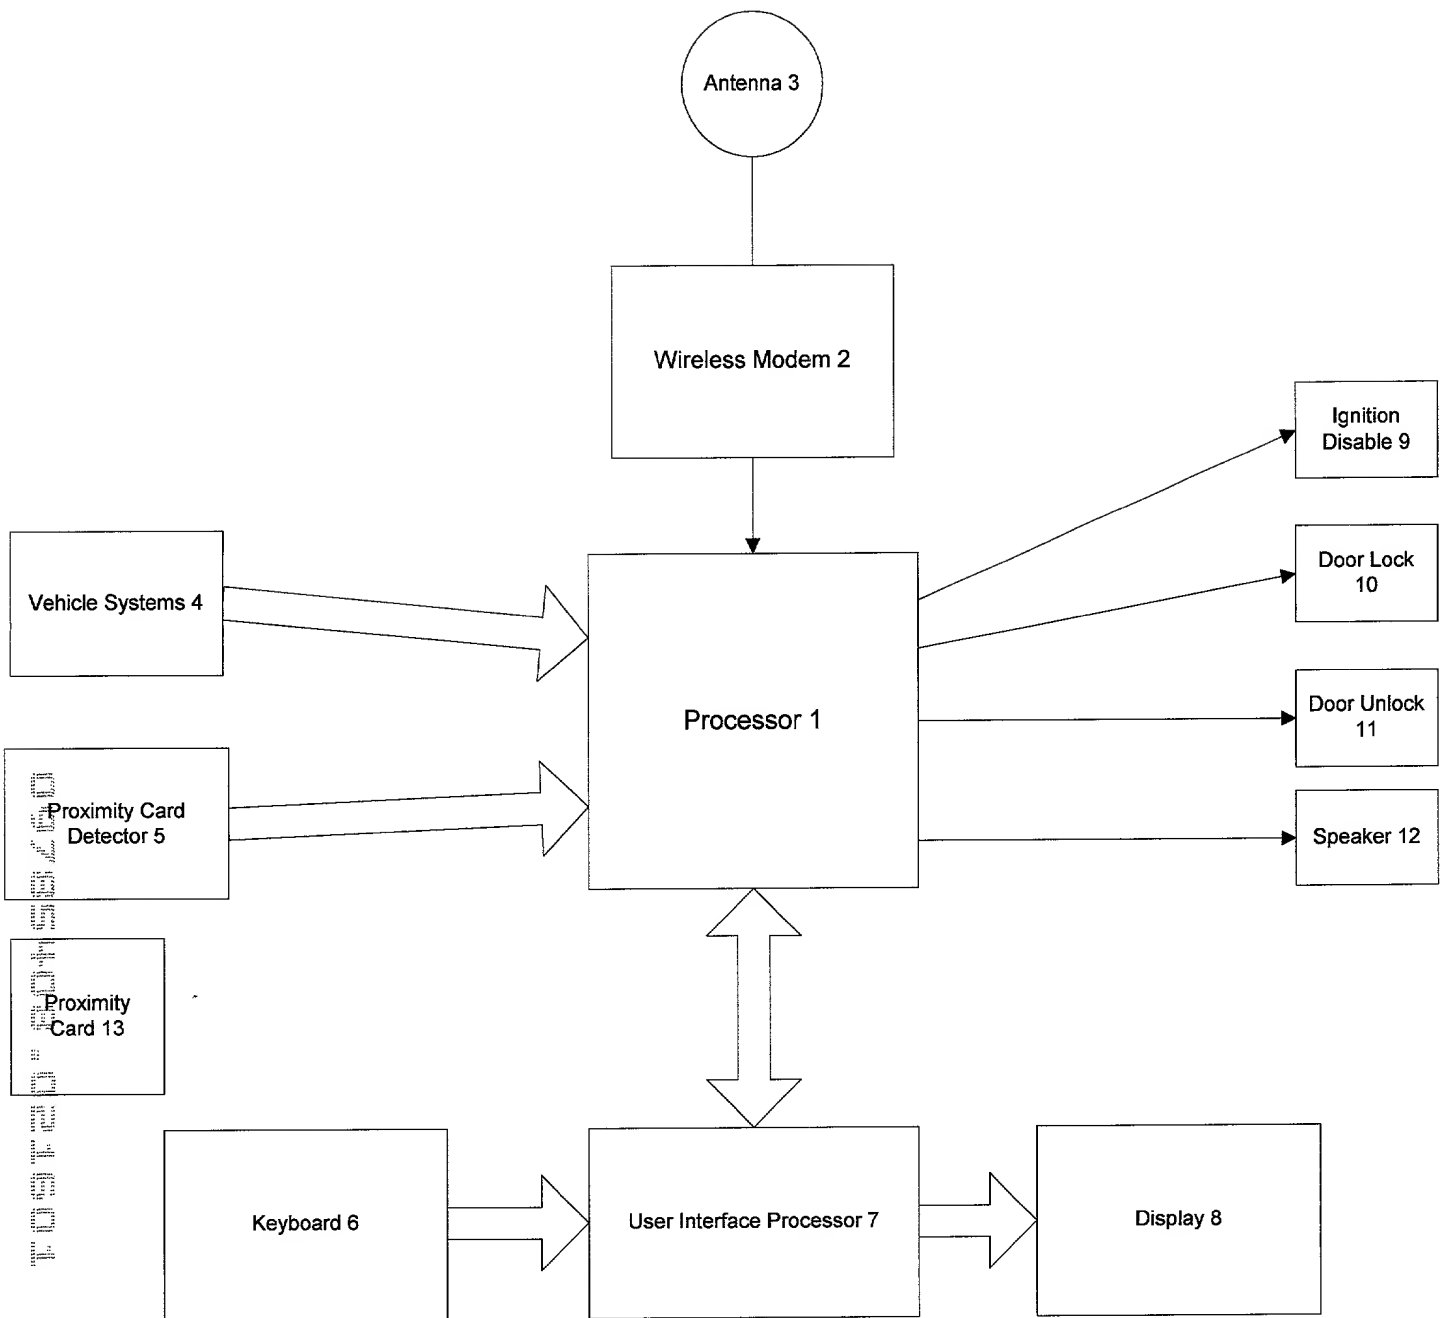 Antenna 3
Wireless Modem 2
Ignition
Disable 9
Door Lock
10
Vehicle Systems 4
Processor 1
Door Unlock
11
Proximity Card
Detector 5
Speaker 12
Proximity
Card 13
Keyboard 6
User Interface Processor 7
Display 8